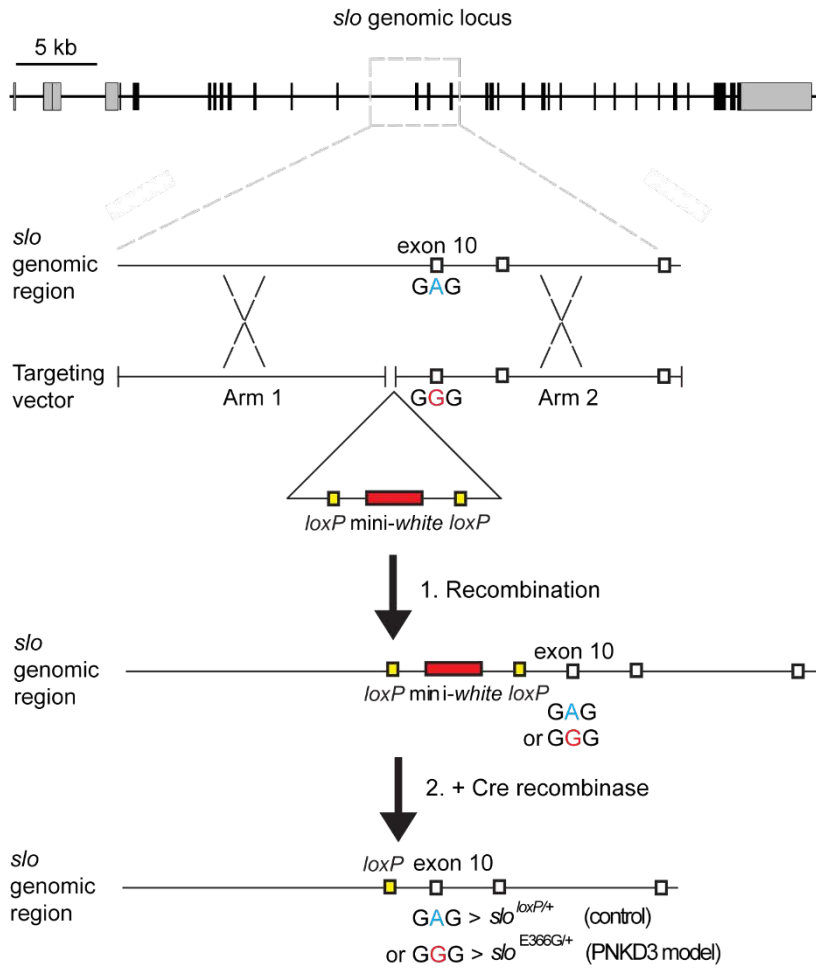 slo genomic locus
5 kb
slo
genomic
region
exon 10
GAG
Targeting
vector
Arm 1
GGG
Arm 2
loxP mini-white loxP
1. Recombination
slo
genomic
region
exon 10
loxP mini-white loxP
GAG
or GGG
2. + Cre recombinase
slo
genomic
region
loxP exon 10
GAG > slo loxP/+ (control)
or GGG > slo E366G/+ (PNKD3 model)